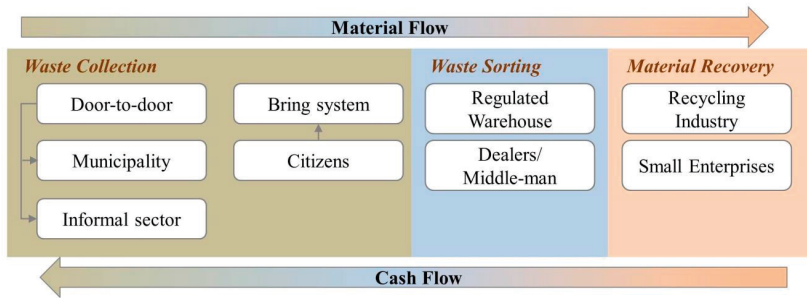 Material Flow
Waste Collection
Door-to-door
Municipality
Informal sector
Bring system
Citizens
Waste Sorting
Regulated
Warehouse
Dealers/
Middle-man
Material Recovery
Recycling
Industry
Small Enterprises
Cash Flow